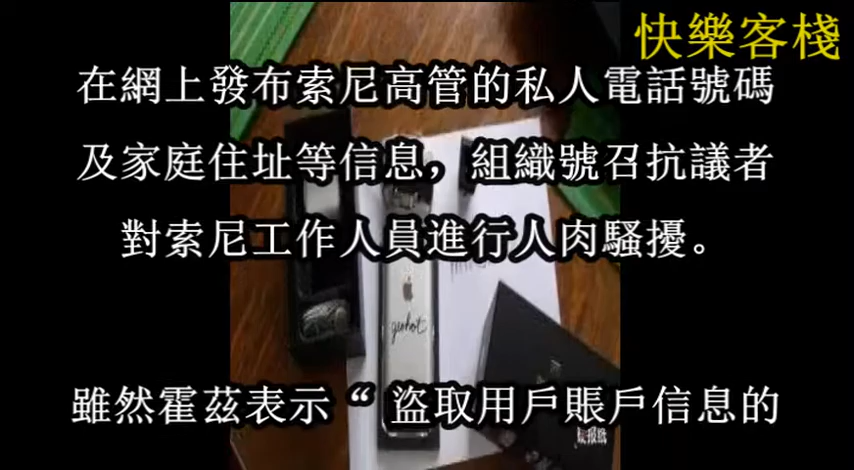 快樂客棧
在網上發布索尼高管的私人電話號碼
及家庭住址等信息，組織號召抗議者
對索尼工作人員進行人肉騷擾。
geohot
雖然霍茲表示“ 盜取用戶賬戶信息的